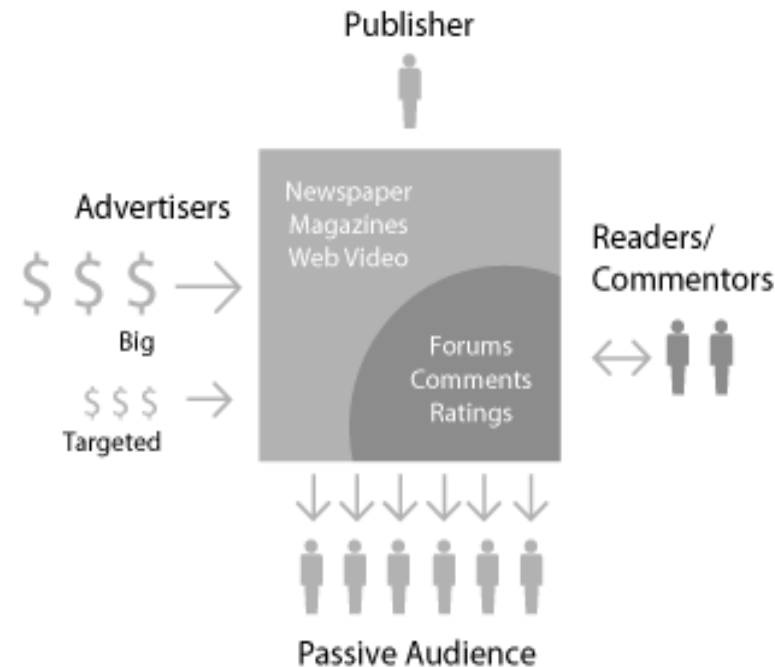 Publisher
Newspaper
Magazines
Web Video
Advertisers
$ $ $
Big
$ $ $
Targeted
Readers/
Commentors
Forums
Comments
Ratings
Passive Audience